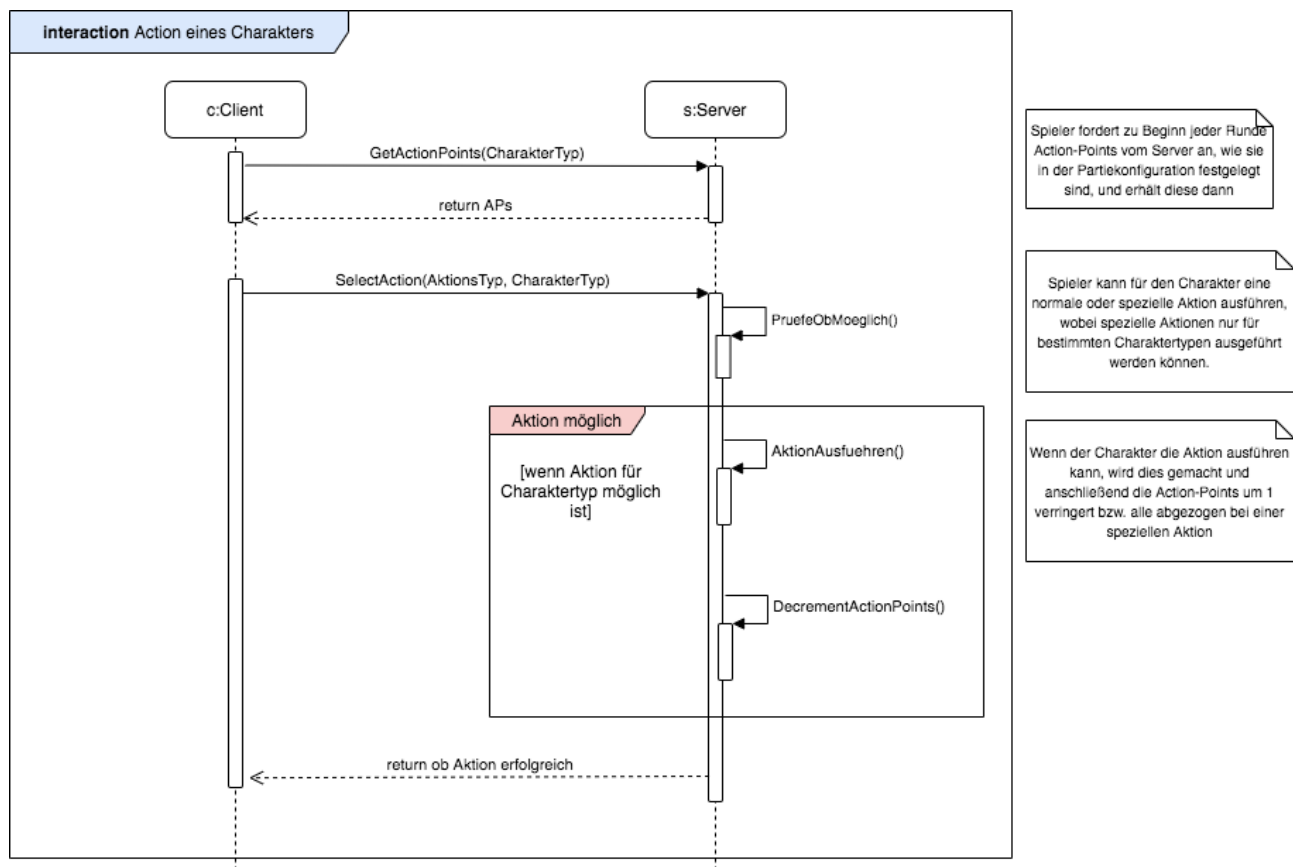 interaction Action eines Charakters
c:Client
s:Server
GetActionPoints(CharakterTyp)
return APs
SelectAction(AktionsTyp, CharakterTyp)
PruefeObMoeglich()
Aktion möglich
[wenn Aktion für
Charaktertyp möglich
ist]
AktionAusfuehren()
DecrementActionPoints()
return ob Aktion erfolgreich
Spieler fordert zu Beginn jeder Runde
Action-Points vom Server an, wie sie
in der Partiekonfiguration festgelegt
sind, und erhält diese dann
Spieler kann für den Charakter eine
normale oder spezielle Aktion ausführen,
wobei spezielle Aktionen nur für
bestimmten Charaktertypen ausgeführt
werden können.
Wenn der Charakter die Aktion ausführen
kann, wird dies gemacht und
anschließend die Action-Points um 1
verringert bzw. alle abgezogen bei einer
speziellen Aktion